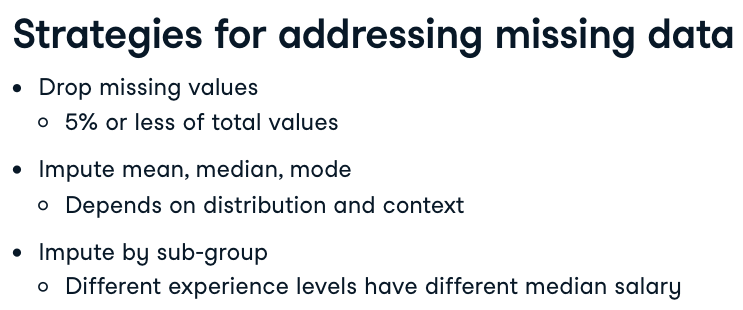 Strategies for addressing missing data
• Drop missing values
○ 5% or less of total values
• Impute mean, median, mode
○ Depends on distribution and context
• Impute by sub-group
○ Different experience levels have different median salary